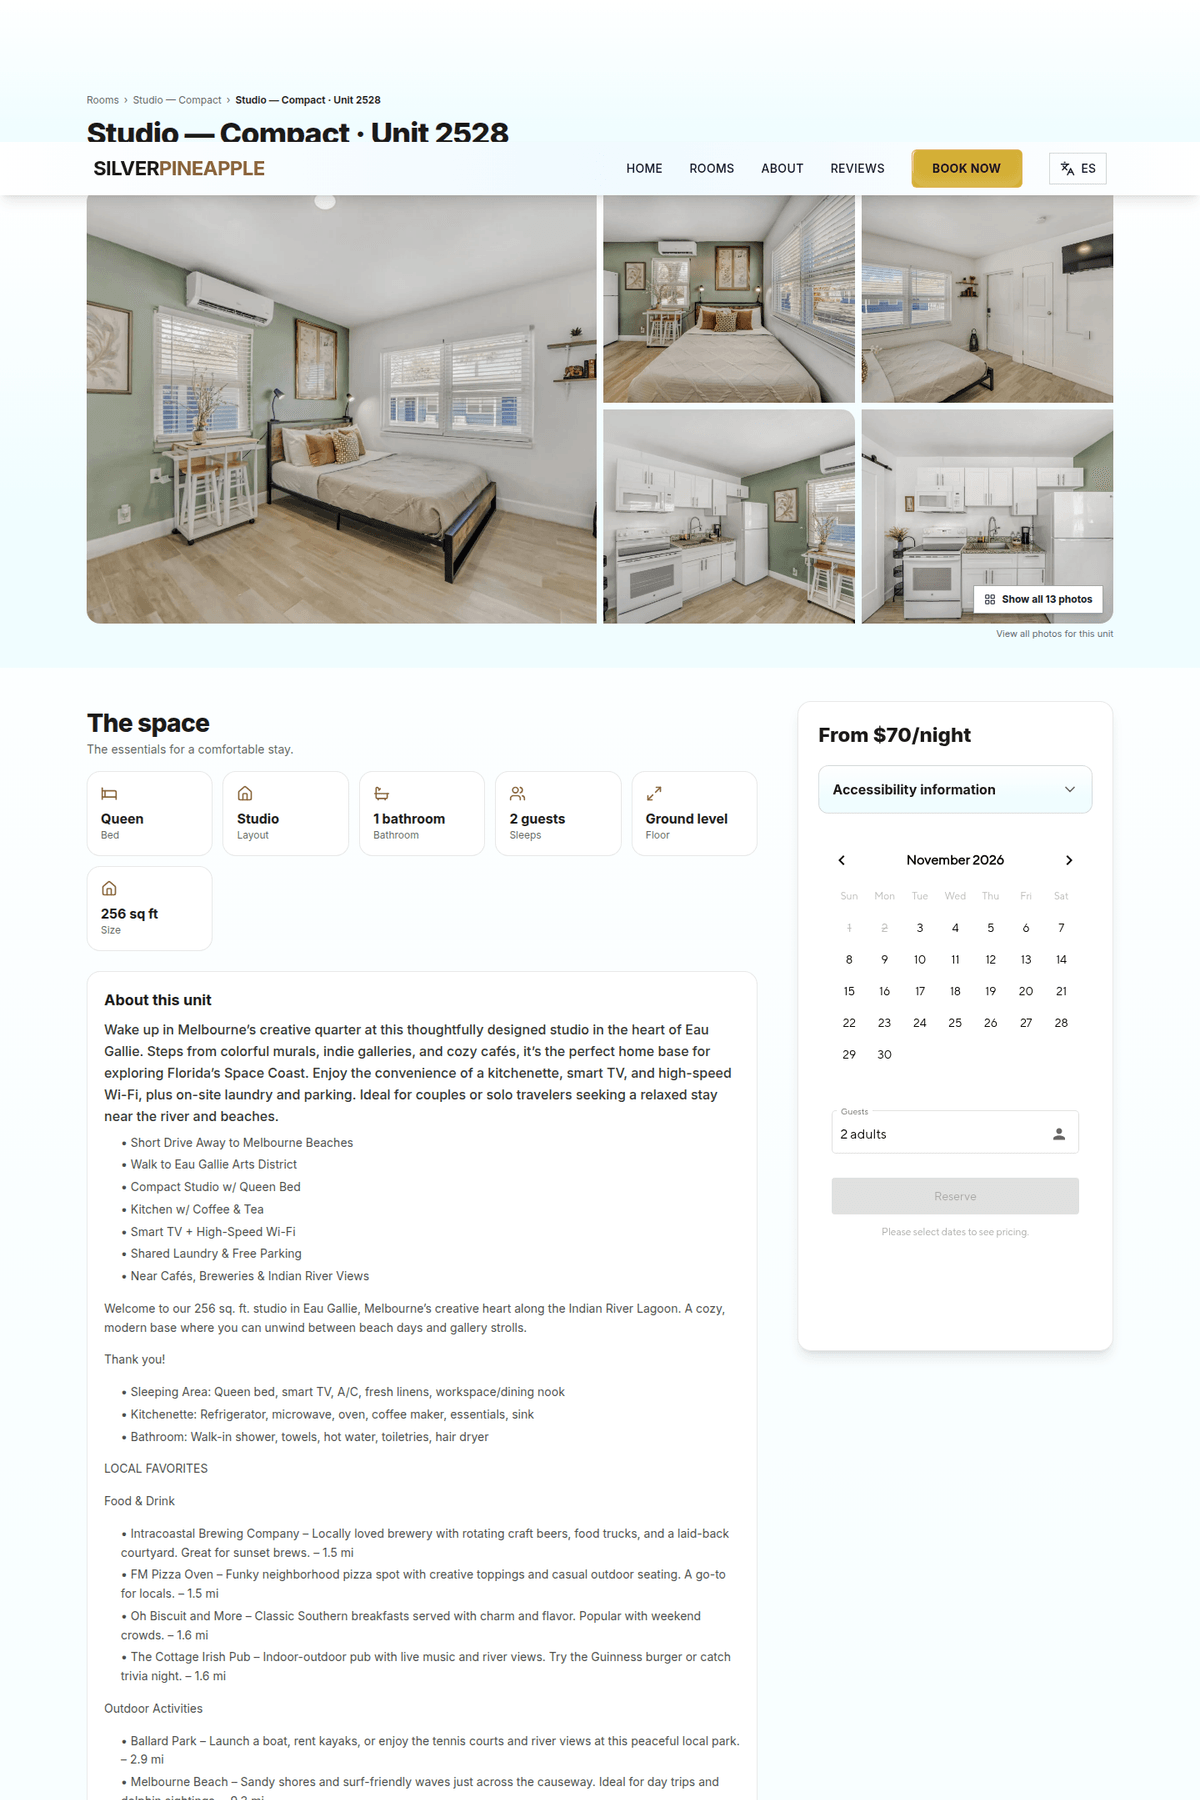 Rooms › Studio — Compact › Studio — Compact · Unit 2528
Studio — Compact · Unit 2528
SILVERPINEAPPLE
HOME
ROOMS
ABOUT
REVIEWS
BOOK NOW
ES
Show all 13 photos
View all photos for this unit
The space
The essentials for a comfortable stay.
Queen
Bed
Studio
Layout
1 bathroom
Bathroom
2 guests
Sleeps
Ground level
Floor
256 sq ft
Size
About this unit
Wake up in Melbourne’s creative quarter at this thoughtfully designed studio in the heart of Eau
Gallie. Steps from colorful murals, indie galleries, and cozy cafés, it’s the perfect home base for
exploring Florida’s Space Coast. Enjoy the convenience of a kitchenette, smart TV, and high-speed
Wi-Fi, plus on-site laundry and parking. Ideal for couples or solo travelers seeking a relaxed stay
near the river and beaches.
• Short Drive Away to Melbourne Beaches
• Walk to Eau Gallie Arts District
• Compact Studio w/ Queen Bed
• Kitchen w/ Coffee & Tea
• Smart TV + High-Speed Wi-Fi
• Shared Laundry & Free Parking
• Near Cafés, Breweries & Indian River Views
Welcome to our 256 sq. ft. studio in Eau Gallie, Melbourne’s creative heart along the Indian River Lagoon. A cozy,
modern base where you can unwind between beach days and gallery strolls.
Thank you!
• Sleeping Area: Queen bed, smart TV, A/C, fresh linens, workspace/dining nook
• Kitchenette: Refrigerator, microwave, oven, coffee maker, essentials, sink
• Bathroom: Walk-in shower, towels, hot water, toiletries, hair dryer
LOCAL FAVORITES
Food & Drink
• Intracoastal Brewing Company – Locally loved brewery with rotating craft beers, food trucks, and a laid-back
courtyard. Great for sunset brews. – 1.5 mi
• FM Pizza Oven – Funky neighborhood pizza spot with creative toppings and casual outdoor seating. A go-to
for locals. – 1.5 mi
• Oh Biscuit and More – Classic Southern breakfasts served with charm and flavor. Popular with weekend
crowds. – 1.6 mi
• The Cottage Irish Pub – Indoor-outdoor pub with live music and river views. Try the Guinness burger or catch
trivia night. – 1.6 mi
Outdoor Activities
• Ballard Park – Launch a boat, rent kayaks, or enjoy the tennis courts and river views at this peaceful local park.
– 2.9 mi
• Melbourne Beach – Sandy shores and surf-friendly waves just across the causeway. Ideal for day trips and
From $70/night
Accessibility information
November 2026
Sun Mon Tue Wed Thu Fri Sat
1 2 3 4 5 6 7
8 9 10 11 12 13 14
15 16 17 18 19 20 21
22 23 24 25 26 27 28
29 30
Guests
2 adults
Reserve
Please select dates to see pricing.